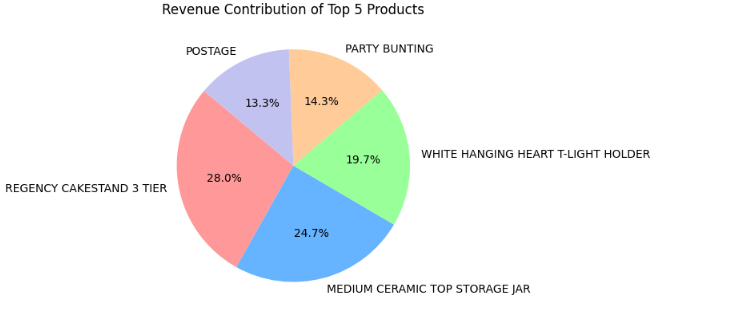 Revenue Contribution of Top 5 Products
POSTAGE
PARTY BUNTING
13.3%
14.3%
WHITE HANGING HEART T-LIGHT HOLDER
19.7%
28.0%
REGENCY CAKESTAND 3 TIER
24.7%
MEDIUM CERAMIC TOP STORAGE JAR